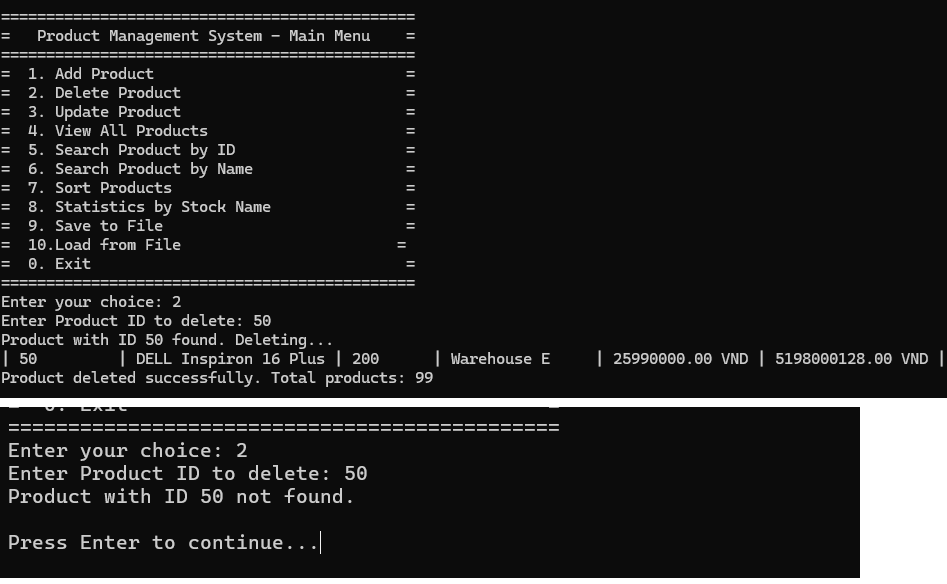 ==============================================
=   Product Management System - Main Menu    =
==============================================
=  1. Add Product                            =
=  2. Delete Product                         =
=  3. Update Product                         =
=  4. View All Products                      =
=  5. Search Product by ID                   =
=  6. Search Product by Name                 =
=  7. Sort Products                          =
=  8. Statistics by Stock Name               =
=  9. Save to File                           =
=  10.Load from File                        =
=  0. Exit                                   =
==============================================
Enter your choice: 2
Enter Product ID to delete: 50
Product with ID 50 found. Deleting...
| 50         | DELL Inspiron 16 Plus | 200      | Warehouse E     | 25990000.00 VND | 5198000128.00 VND |
Product deleted successfully. Total products: 99
=  0. Exit                                   =
==============================================
Enter your choice: 2
Enter Product ID to delete: 50
Product with ID 50 not found.
Press Enter to continue...